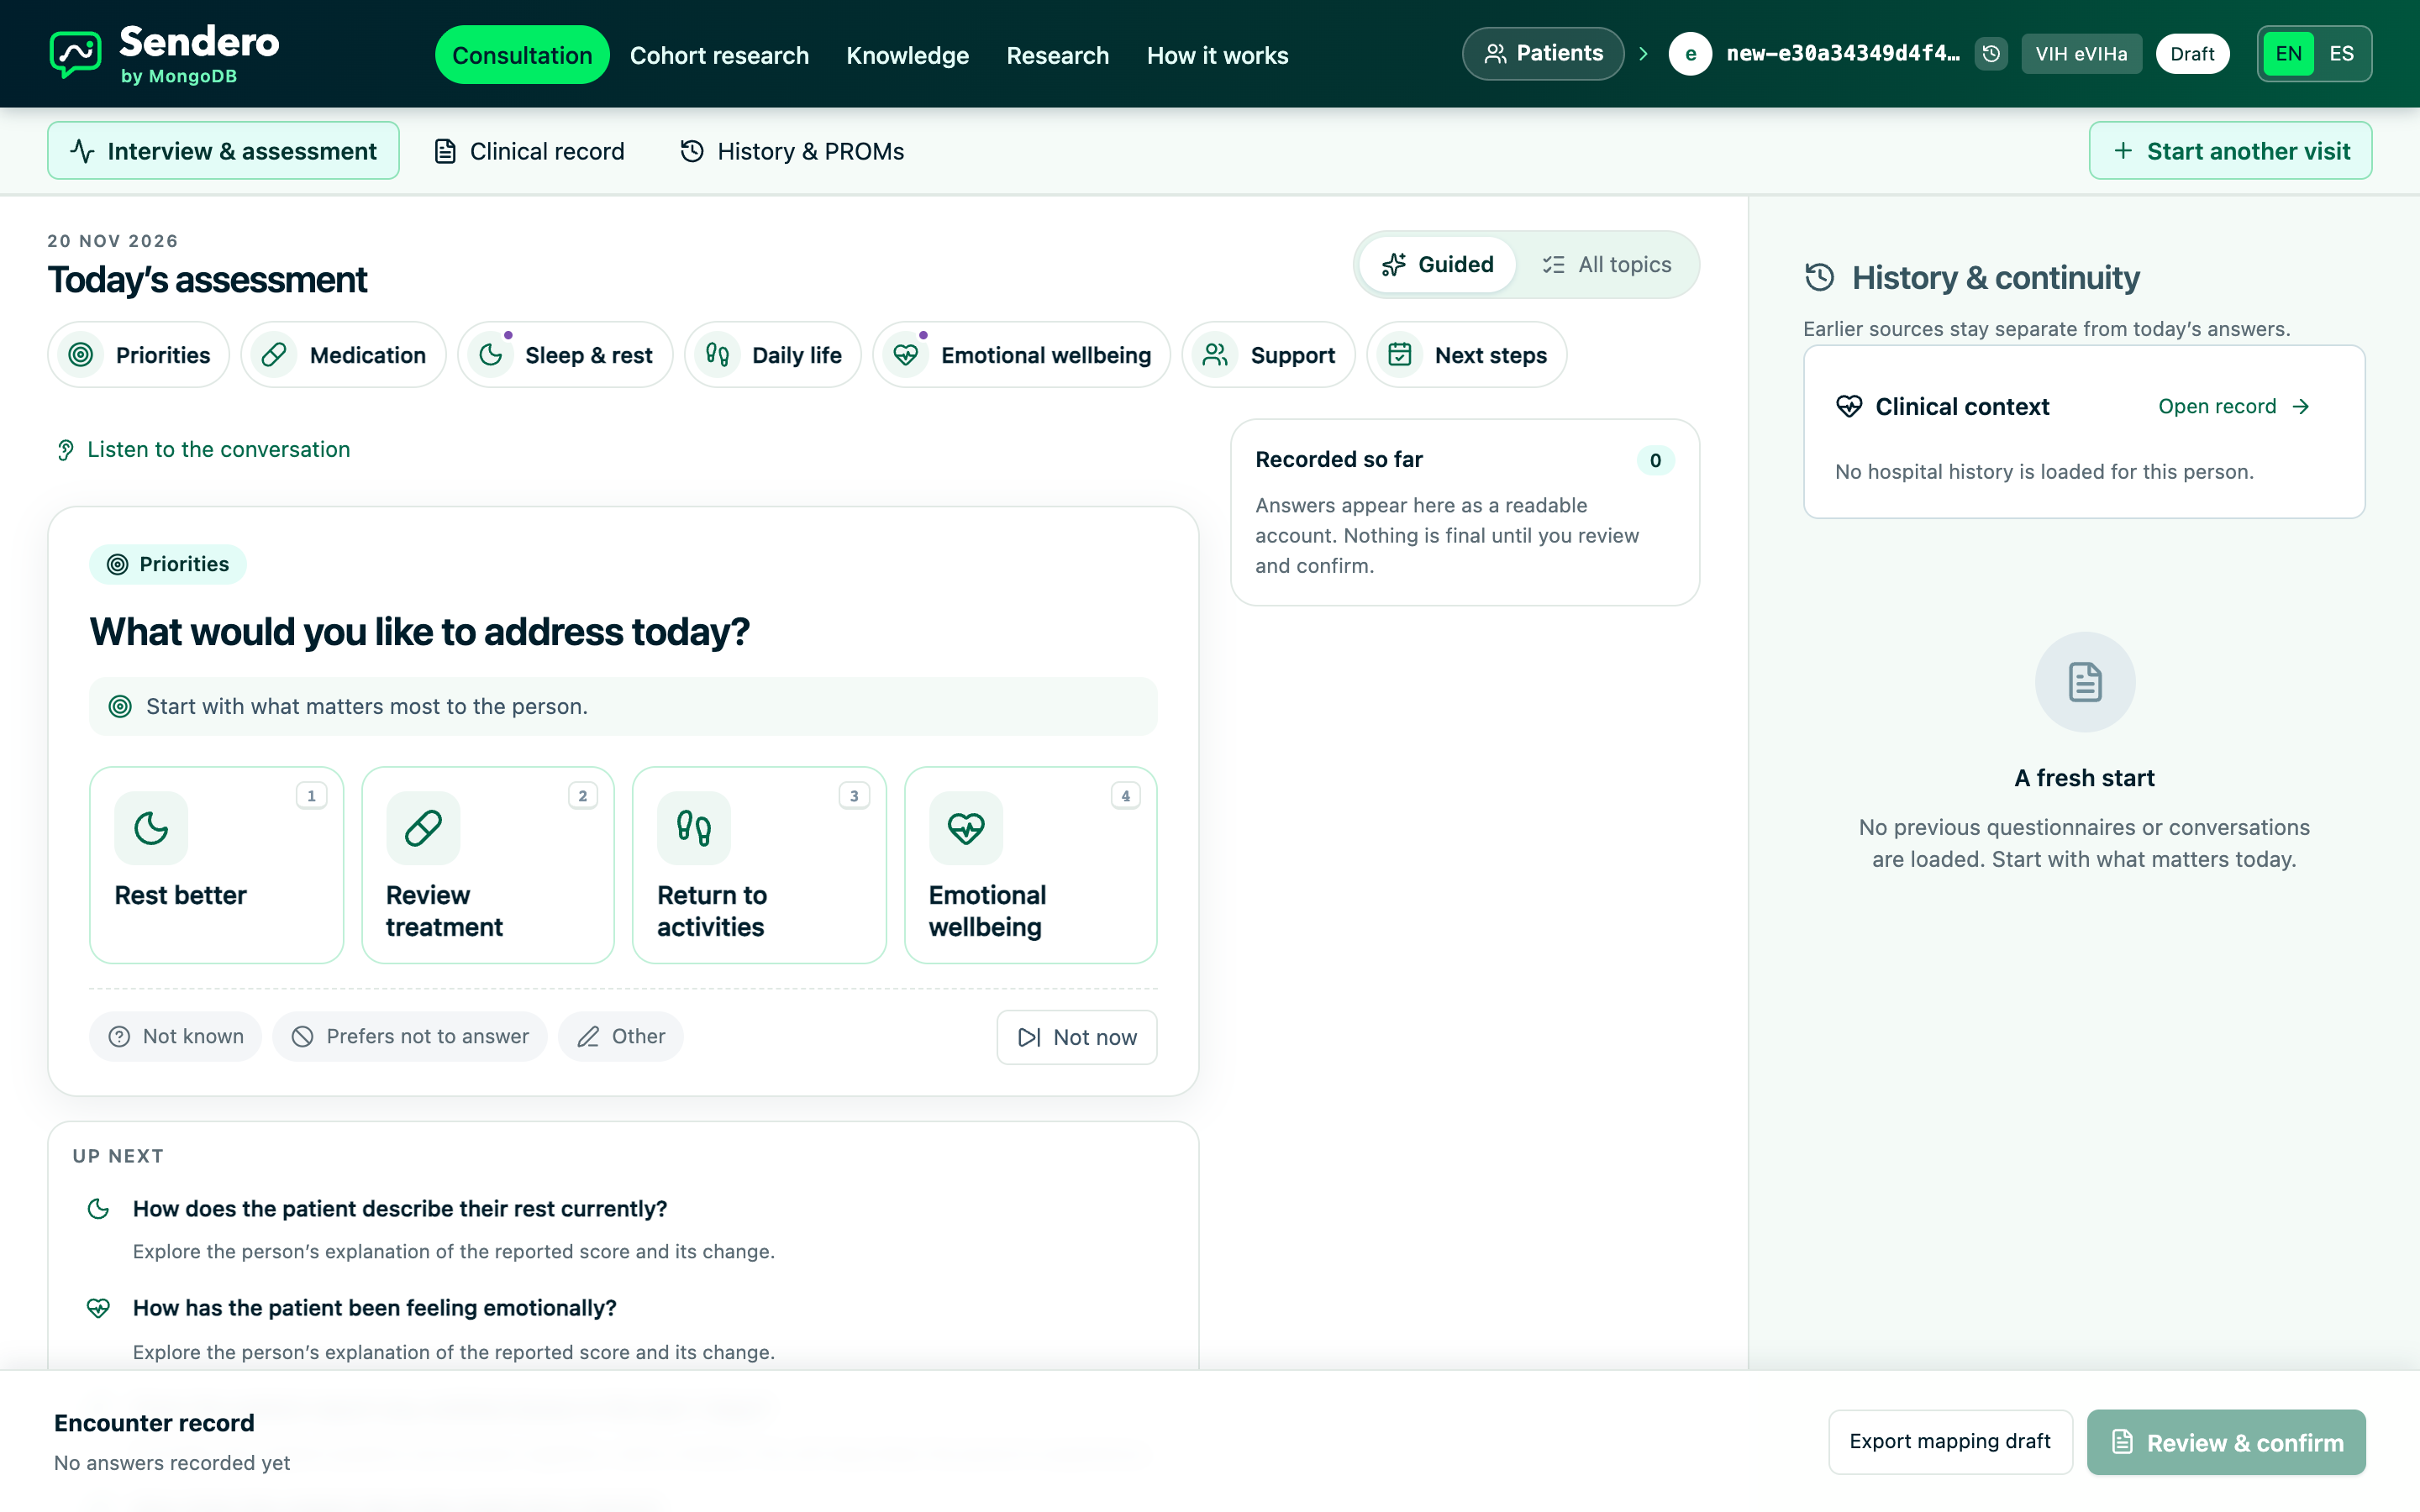 Sendero
by MongoDB
Consultation
Cohort research
Knowledge
Research
How it works
Patients
e
new-e30a34349d4f4…
VIH eVIHa
Draft
EN
ES
Interview & assessment
Clinical record
History & PROMs
Start another visit
20 NOV 2026
Today’s assessment
Guided
All topics
Priorities
Medication
Sleep & rest
Daily life
Emotional wellbeing
Support
Next steps
Listen to the conversation
Priorities
What would you like to address today?
Start with what matters most to the person.
1
Rest better
2
Review
treatment
3
Return to
activities
4
Emotional
wellbeing
Not known
Prefers not to answer
Other
Not now
UP NEXT
How does the patient describe their rest currently?
Explore the person’s explanation of the reported score and its change.
How has the patient been feeling emotionally?
Explore the person’s explanation of the reported score and its change.
Recorded so far
0
Answers appear here as a readable
account. Nothing is final until you review
and confirm.
History & continuity
Earlier sources stay separate from today’s answers.
Clinical context
Open record
No hospital history is loaded for this person.
A fresh start
No previous questionnaires or conversations
are loaded. Start with what matters today.
Encounter record
No answers recorded yet
Export mapping draft
Review & confirm